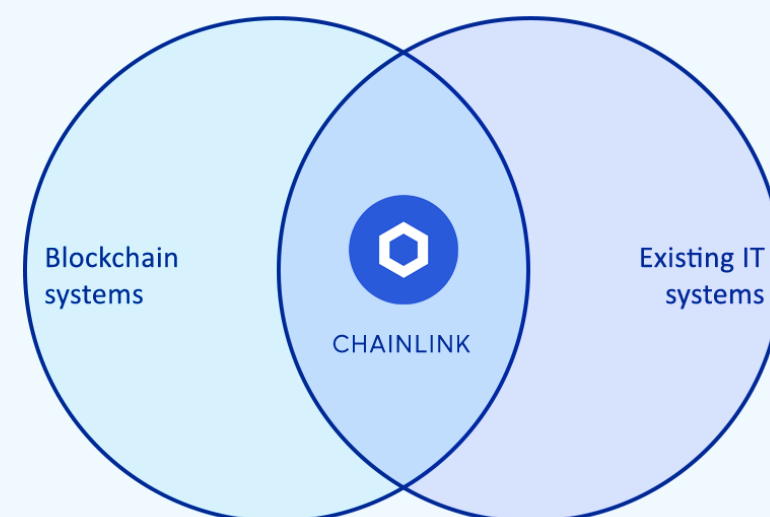 Blockchain
systems
CHAINLINK
Existing IT
systems